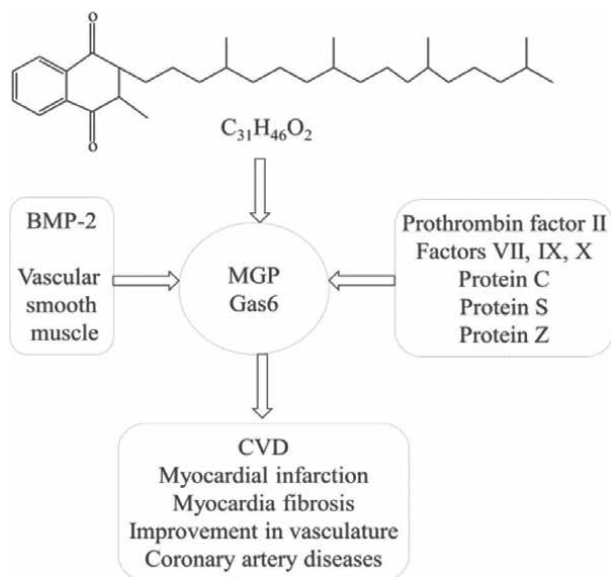 O
O
C₃₁H₄₆O₂
BMP-2
Vascular
smooth
muscle
MGP
Gas6
Prothrombin factor II
Factors VII, IX, X
Protein C
Protein S
Protein Z
CVD
Myocardial infarction
Myocardia fibrosis
Improvement in vasculature
Coronary artery diseases